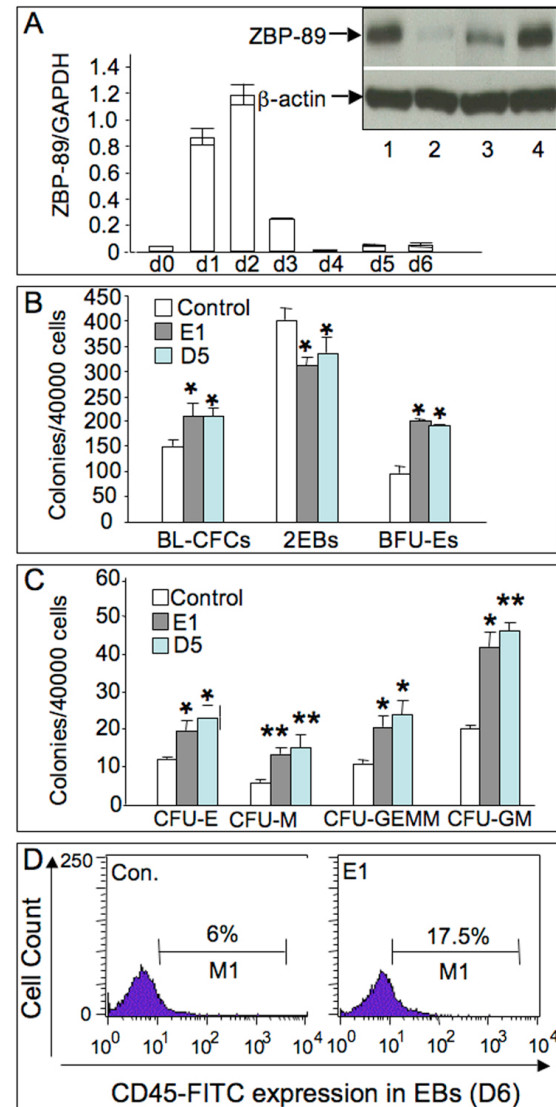 A
ZBP-89
β-actin
1 2 3 4
ZBP-89/GAPDH
1.4
1.2
1.0
0.8
0.6
0.4
0.2
0
d0 d1 d2 d3 d4 d5 d6
B
Colonies/40000 cells
450
400
350
300
250
200
150
100
50
0
Control
E1
D5
* * * * * *
BL-CFCs 2EBs BFU-Es
C
Colonies/40000 cells
60
50
40
30
20
10
0
Control
E1
D5
* * ** ** * * * **
CFU-E CFU-M CFU-GEMM CFU-GM
D
Cell Count
250
0
Con.
6%
M1
10⁰ 10¹ 10² 10³ 10⁴
E1
17.5%
M1
10⁰ 10¹ 10² 10³ 10⁴
CD45-FITC expression in EBs (D6)